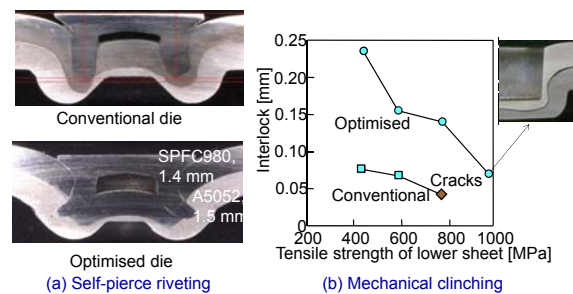 Conventional die
SPFC980,
1.4 mm
A5052,
1.5 mm
Optimised die
(a) Self-pierce riveting
0.25
0.20
0.15
0.10
0.05
0
Interlock [mm]
Optimised
Cracks
Conventional
200
400
600
800
1000
Tensile strength of lower sheet [MPa]
(b) Mechanical clinching